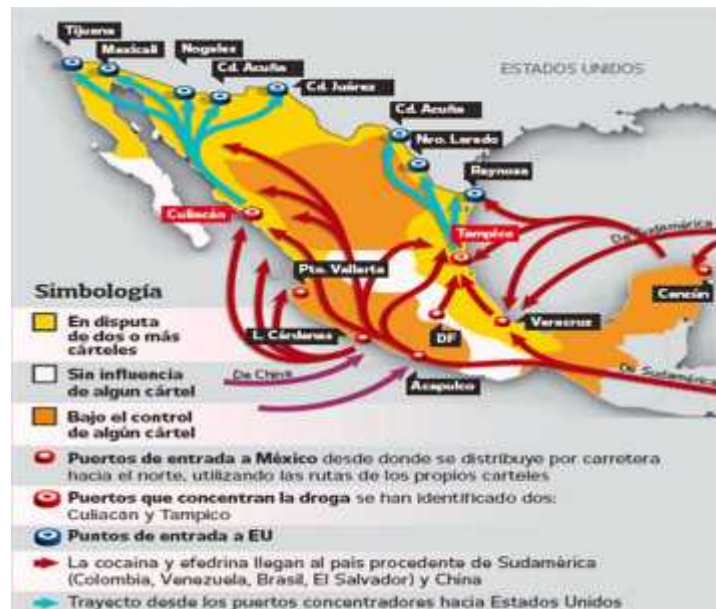 Tijuana
Mexicali
Nogales
Cd. Acuña
Cd. Juárez
ESTADOS UNIDOS
Cd. Acuña
Nvo. Laredo
Reynosa
Culiacán
Tampico
De Sudamérica
Pto. Vallarta
Cancún
L. Cárdenas
DF
Veracruz
De China
Acapulco
De Sudamérica
Simbología
En disputa
de dos o más
cárteles
Sin influencia
de algun cártel
Bajo el control
de algún cártel
Puertos de entrada a México desde donde se distribuye por carretera
hacia el norte, utilizando las rutas de los propios carteles
Puertos que concentran la droga se han identificado dos:
Culiacán y Tampico
Puntos de entrada a EU
La cocaina y efedrina llegan al país procedente de Sudamérica
(Colombia, Venezuela, Brasil, El Salvador) y China
Trayecto desde los puertos concentradores hacia Estados Unidos